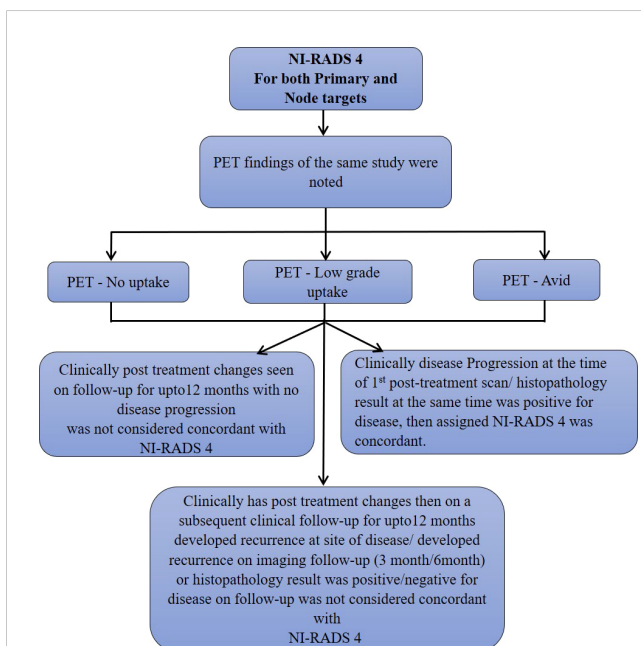 NI-RADS 4
For both Primary and
Node targets
PET findings of the same study were
noted
PET - No uptake
PET - Low grade
uptake
PET - Avid
Clinically post treatment changes seen
on follow-up for upto12 months with no
disease progression
was not considered concordant with
NI-RADS 4
Clinically disease Progression at the time
of 1st post-treatment scan/ histopathology
result at the same time was positive for
disease, then assigned NI-RADS 4 was
concordant.
Clinically has post treatment changes then on a
subsequent clinical follow-up for upto12 months
developed recurrence at site of disease/ developed
recurrence on imaging follow-up (3 month/6month)
or histopathology result was positive/negative for
disease on follow-up was not considered concordant
with
NI-RADS 4